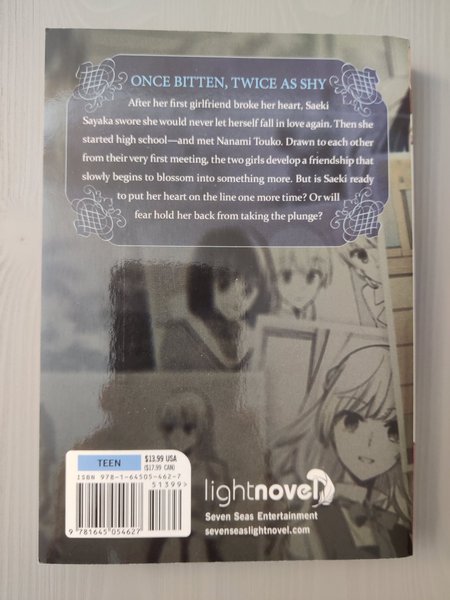 ONCE BITTEN, TWICE AS SHY
After her first girlfriend broke her heart, Saeki
Sayaka swore she would never let herself fall in love again. Then she
started high school—and met Nanami Touko. Drawn to each other
from their very first meeting, the two girls develop a friendship that
slowly begins to blossom into something more. But is Saeki ready
to put her heart on the line one more time? Or will
fear hold her back from taking the plunge?
TEEN
$13.99 USA
($17.99 CAN)
ISBN 978-1-64505-462-7
51399>
9 781645 054627
lightnovel
Seven Seas Entertainment
sevenseaslightnovel.com